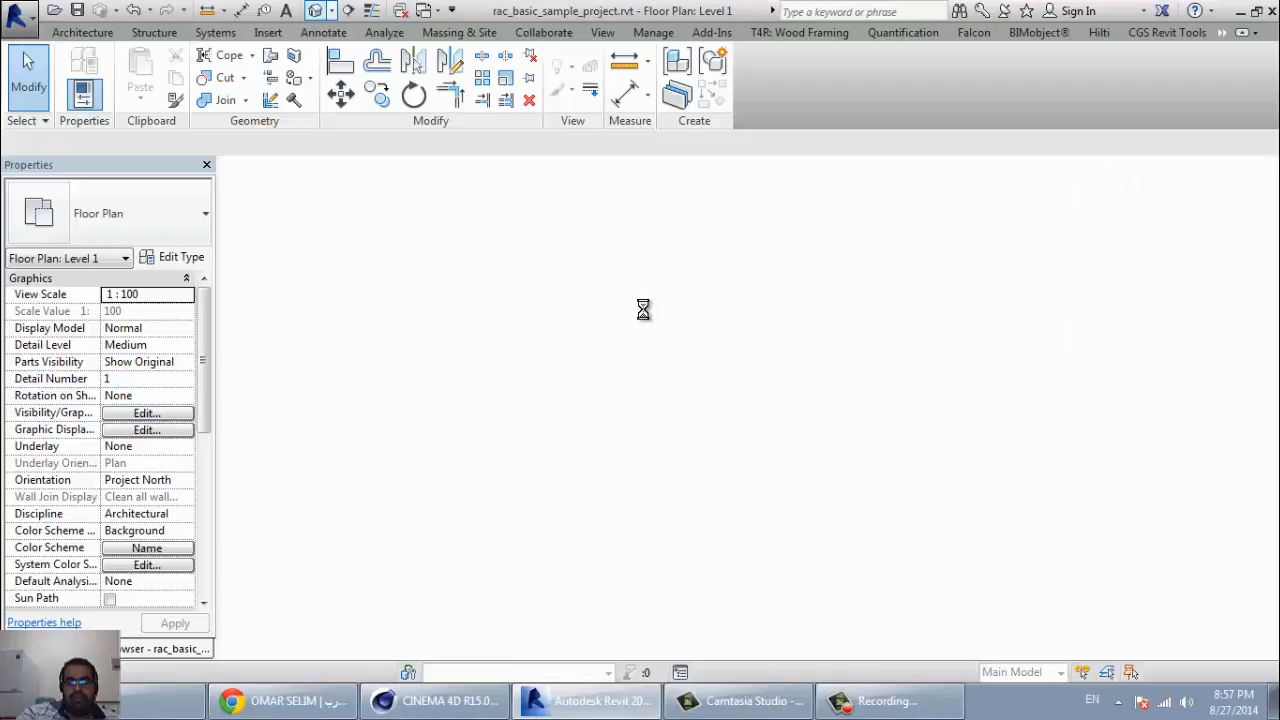 rac_basic_sample_project.rvt - Floor Plan: Level 1
Type a keyword or phrase
Sign In
Architecture Structure Systems Insert Annotate Analyze Massing & Site Collaborate View Manage Add-Ins T4R: Wood Framing Quantification Falcon BIMobject® Hilti CGS Revit Tools
Modify
Paste
Cope
Cut
Join
Select Properties Clipboard Geometry Modify View Measure Create
Properties
Floor Plan
Floor Plan: Level 1 Edit Type
Graphics
View Scale 1 : 100
Scale Value 1: 100
Display Model Normal
Detail Level Medium
Parts Visibility Show Original
Detail Number 1
Rotation on Sh... None
Visibility/Grap... Edit...
Graphic Displa... Edit...
Underlay None
Underlay Orien... Plan
Orientation Project North
Wall Join Display Clean all wall...
Discipline Architectural
Color Scheme ... Background
Color Scheme Name
System Color S... Edit...
Default Analysi... None
Sun Path
Properties help Apply
owser - rac_basic_...
:0
Main Model
OMAR SELIM |
CINEMA 4D R15.0...
Autodesk Revit 20...
Camtasia Studio -...
Recording...
EN
8:57 PM
8/27/2014